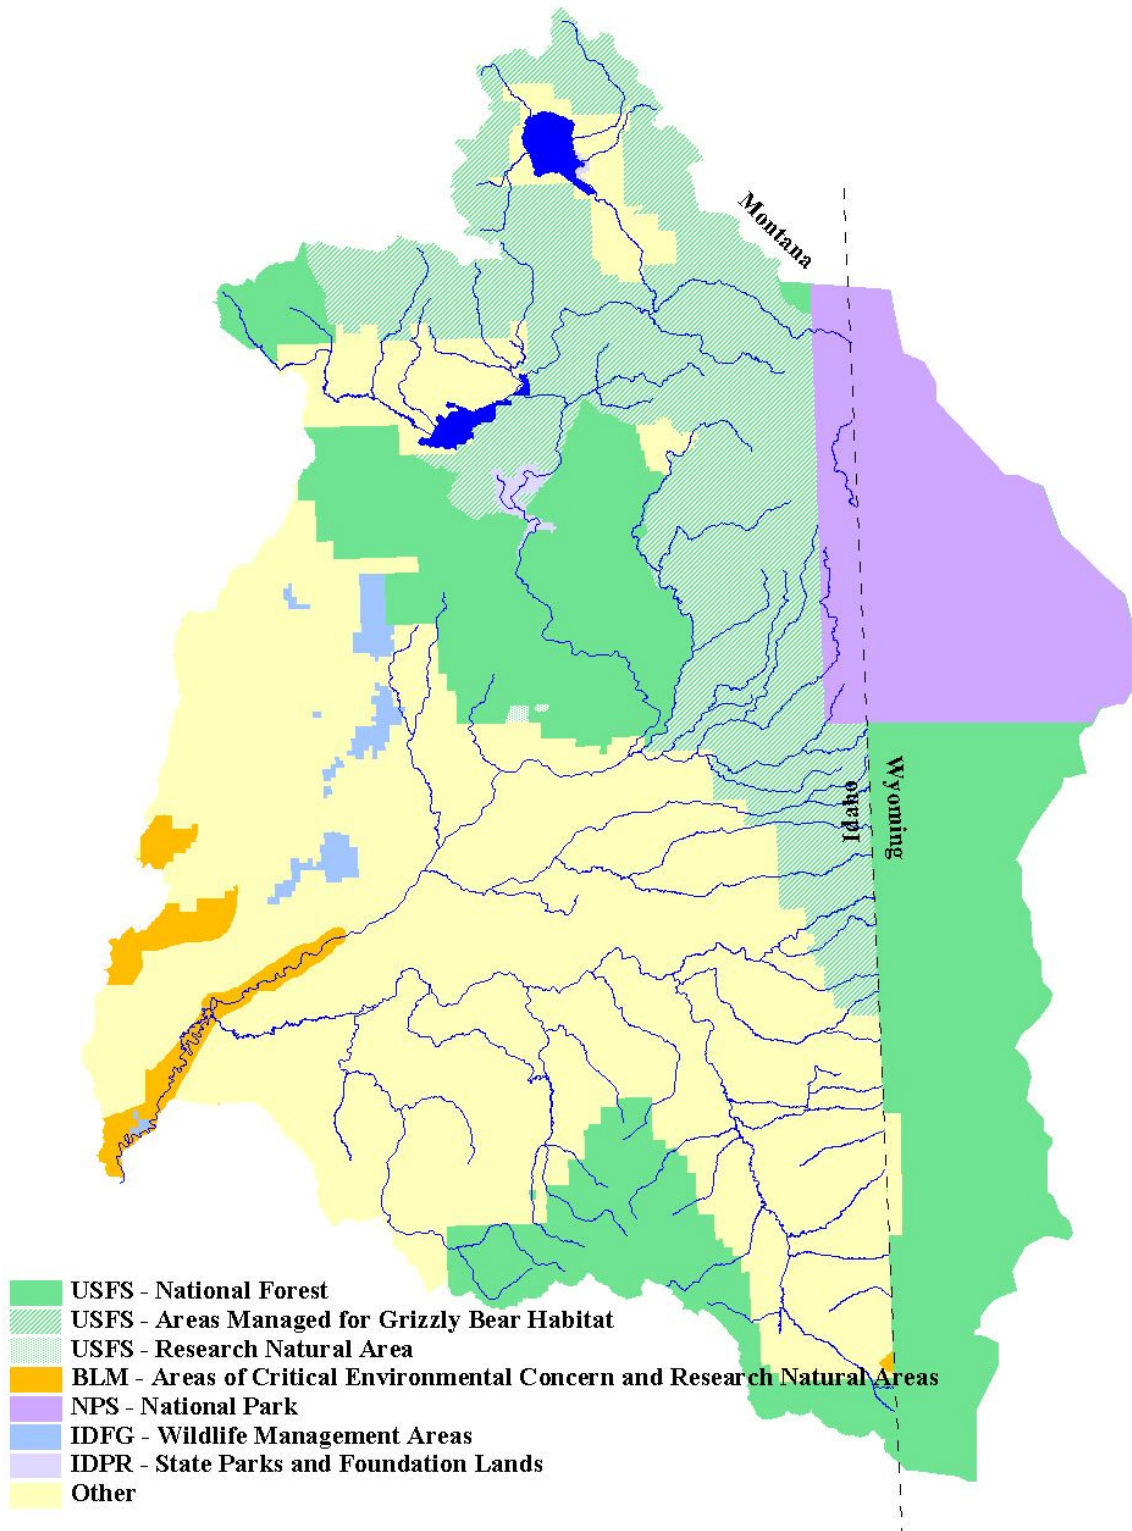 Montana
Idaho
Wyoming
USFS - National Forest
USFS - Areas Managed for Grizzly Bear Habitat
USFS - Research Natural Area
BLM - Areas of Critical Environmental Concern and Research Natural Areas
NPS - National Park
IDFG - Wildlife Management Areas
IDPR - State Parks and Foundation Lands
Other